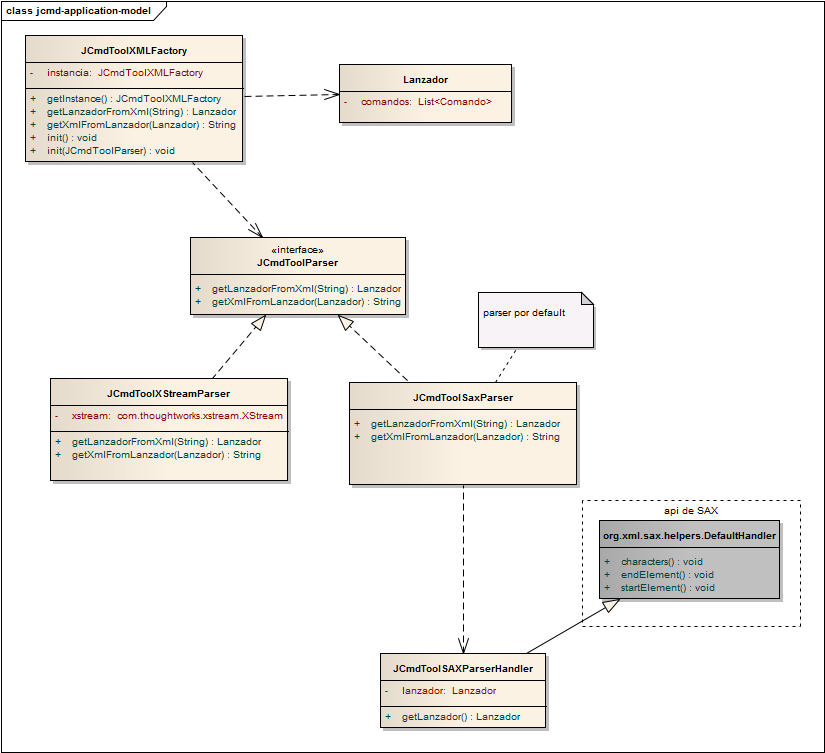 class jcmd-application-model
JCmdToolXMLFactory
- instancia: JCmdToolXMLFactory
+ getInstance() : JCmdToolXMLFactory
+ getLanzadorFromXml(String) : Lanzador
+ getXmlFromLanzador(Lanzador) : String
+ init() : void
+ init(JCmdToolParser) : void
Lanzador
- comandos: List<Comando>
«interface»
JCmdToolParser
+ getLanzadorFromXml(String) : Lanzador
+ getXmlFromLanzador(Lanzador) : String
parser por default
JCmdToolXStreamParser
- xstream: com.thoughtworks.xstream.XStream
+ getLanzadorFromXml(String) : Lanzador
+ getXmlFromLanzador(Lanzador) : String
JCmdToolSaxParser
+ getLanzadorFromXml(String) : Lanzador
+ getXmlFromLanzador(Lanzador) : String
api de SAX
org.xml.sax.helpers.DefaultHandler
+ characters() : void
+ endElement() : void
+ startElement() : void
JCmdToolSAXParserHandler
- lanzador: Lanzador
+ getLanzador() : Lanzador